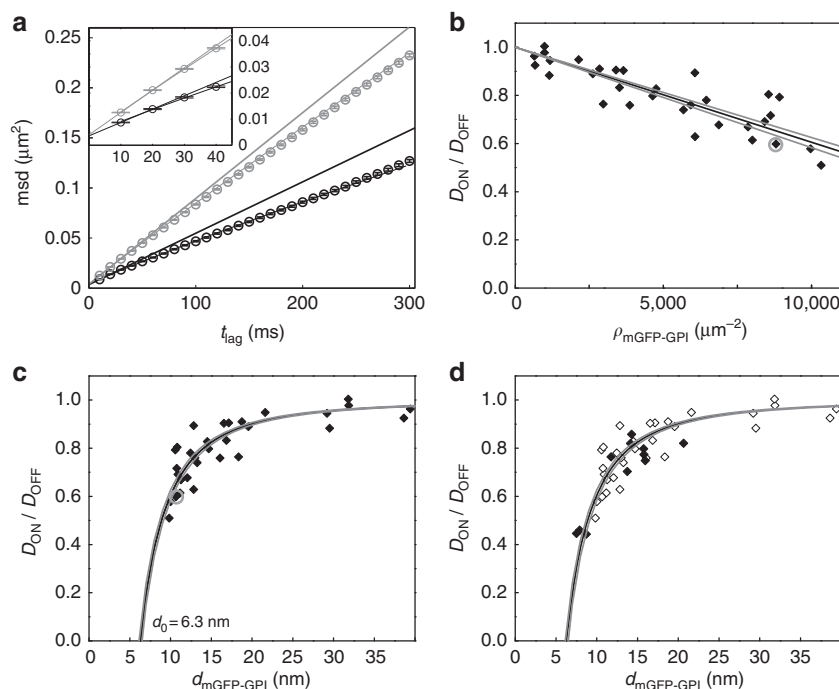 a
0.25
0.2
0.15
0.1
0.05
0
msd (μm²)
0.04
0.03
0.02
0.01
0
10 20 30 40
0 100 200 300
t_lag (ms)
b
1.0
0.8
0.6
0.4
0.2
0.0
D_ON / D_OFF
0 5,000 10,000
ρ_mGFP-GPI (μm⁻²)
c
1.0
0.8
0.6
0.4
0.2
0.0
D_ON / D_OFF
d₀ = 6.3 nm
0 5 10 15 20 25 30 35
d_mGFP-GPI (nm)
d
1.0
0.8
0.6
0.4
0.2
0.0
D_ON / D_OFF
0 5 10 15 20 25 30 35
d_mGFP-GPI (nm)